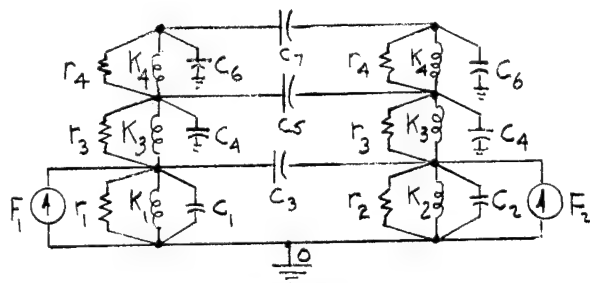 C7
r4 K4 C6 r4 K4 C6
C5
r3 K3 C4 r3 K3 C4
C3
F1 r1 K1 C1 r2 K2 C2 F2
0